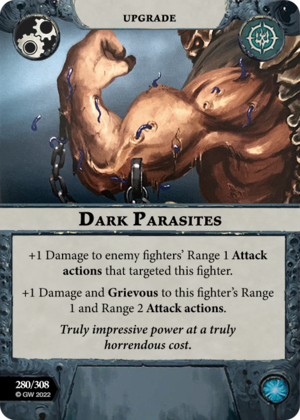 UPGRADE
DARK PARASITES
+1 Damage to enemy fighters' Range 1 Attack
actions that targeted this fighter.
+1 Damage and Grievous to this fighter's Range
1 and Range 2 Attack actions.
Truly impressive power at a truly
horrendous cost.
280/308
© GW 2022